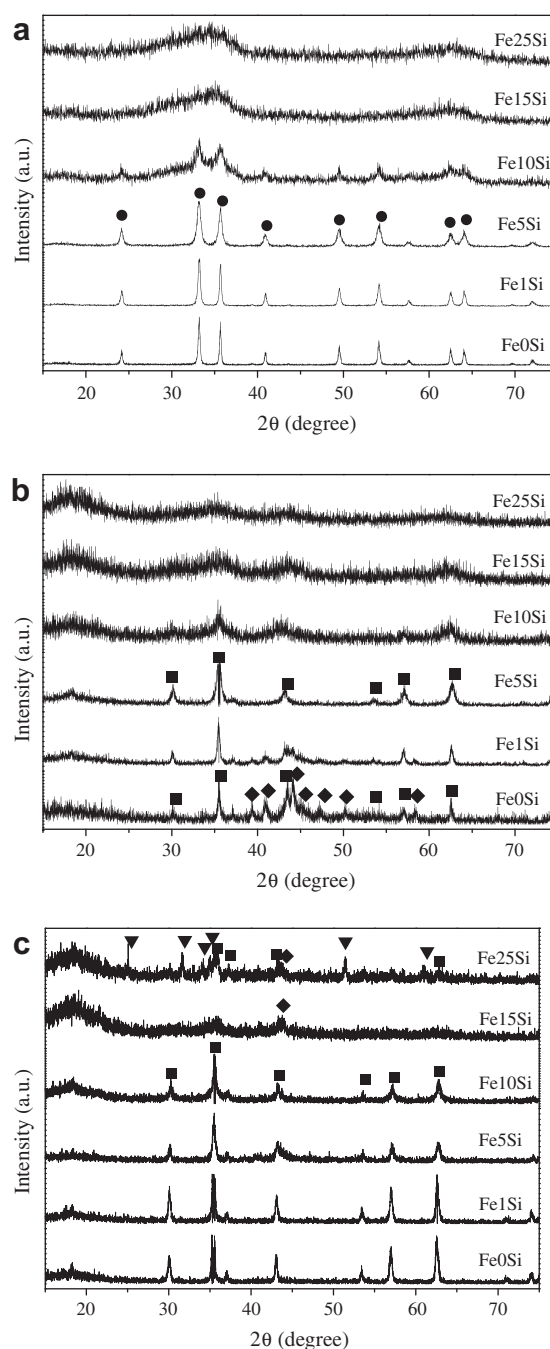 a
Intensity (a.u.)
Fe25Si
Fe15Si
Fe10Si
Fe5Si
Fe1Si
Fe0Si
20 30 40 50 60 70
2θ (degree)
b
Intensity (a.u.)
Fe25Si
Fe15Si
Fe10Si
Fe5Si
Fe1Si
Fe0Si
20 30 40 50 60 70
2θ (degree)
c
Intensity (a.u.)
Fe25Si
Fe15Si
Fe10Si
Fe5Si
Fe1Si
Fe0Si
20 30 40 50 60 70
2θ (degree)